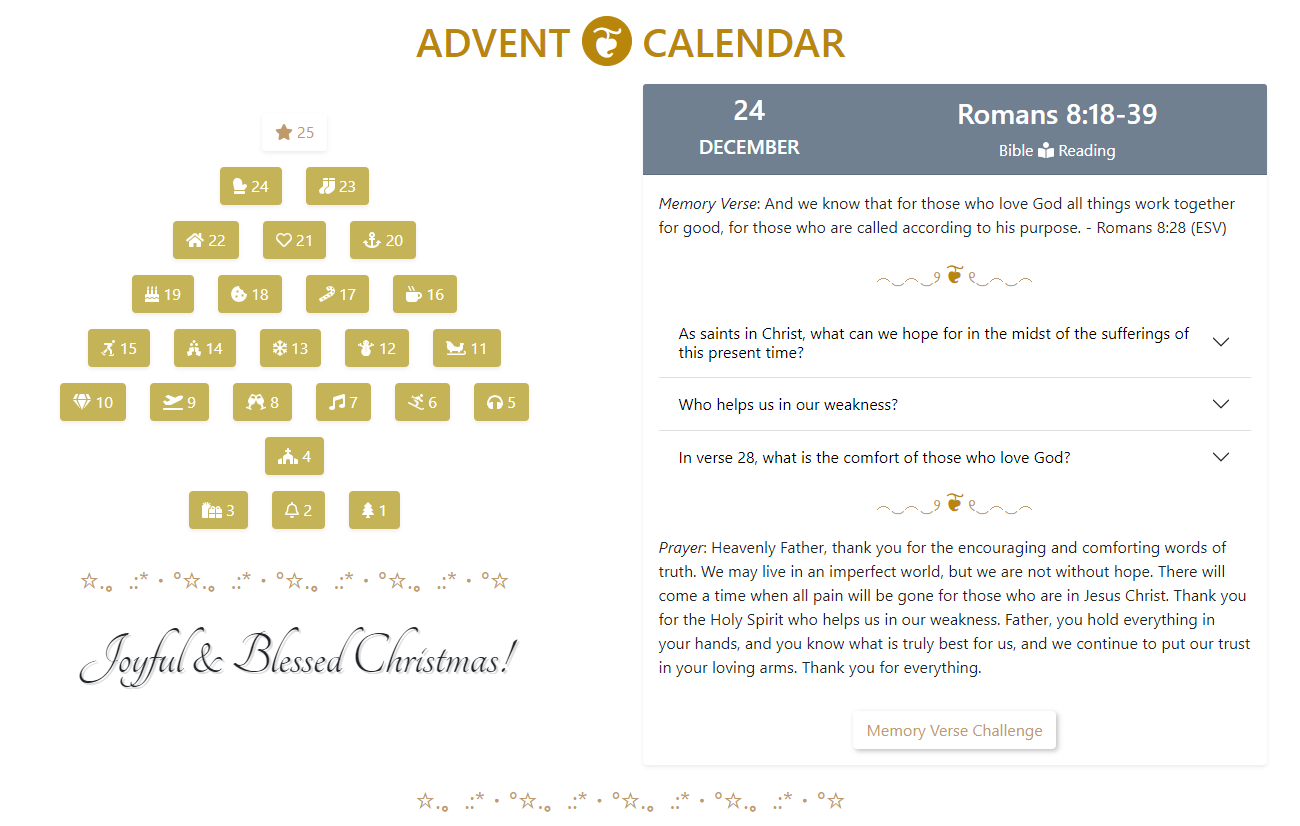 ADVENT CALENDAR
25
24 23
22 21 20
19 18 17 16
15 14 13 12 11
10 9 8 7 6 5
4
3 2 1
☆.。.:*・°☆.。.:*・°☆.。.:*・°☆.。.:*・°☆
Joyful & Blessed Christmas!
24
DECEMBER
Romans 8:18-39
Bible Reading
Memory Verse: And we know that for those who love God all things work together
for good, for those who are called according to his purpose. - Romans 8:28 (ESV)
As saints in Christ, what can we hope for in the midst of the sufferings of
this present time?
Who helps us in our weakness?
In verse 28, what is the comfort of those who love God?
Prayer: Heavenly Father, thank you for the encouraging and comforting words of
truth. We may live in an imperfect world, but we are not without hope. There will
come a time when all pain will be gone for those who are in Jesus Christ. Thank you
for the Holy Spirit who helps us in our weakness. Father, you hold everything in
your hands, and you know what is truly best for us, and we continue to put our trust
in your loving arms. Thank you for everything.
Memory Verse Challenge
☆.。.:*・°☆.。.:*・°☆.。.:*・°☆.。.:*・°☆